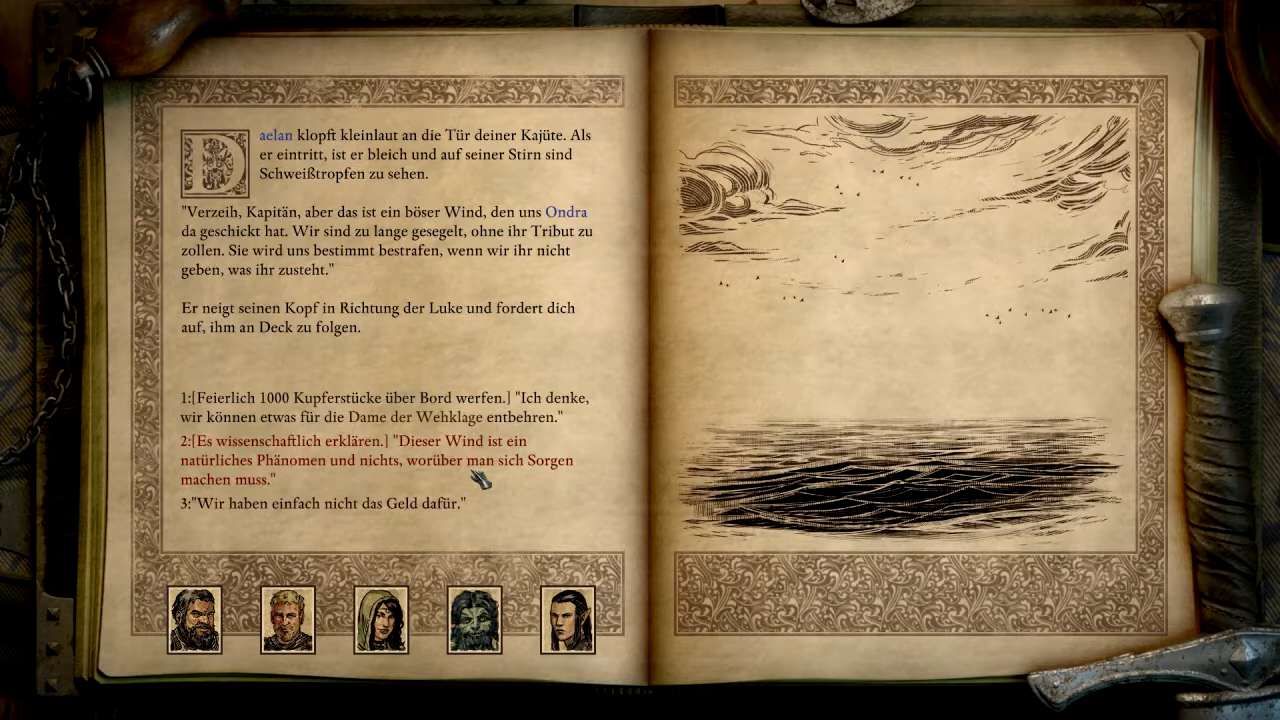 Daelan klopft kleinlaut an die Tür deiner Kajüte. Als
er eintritt, ist er bleich und auf seiner Stirn sind
Schweißtropfen zu sehen.
"Verzeih, Kapitän, aber das ist ein böser Wind, den uns Ondra
da geschickt hat. Wir sind zu lange gesegelt, ohne ihr Tribut zu
zollen. Sie wird uns bestimmt bestrafen, wenn wir ihr nicht
geben, was ihr zusteht."
Er neigt seinen Kopf in Richtung der Luke und fordert dich
auf, ihm an Deck zu folgen.
1:[Feierlich 1000 Kupferstücke über Bord werfen.] "Ich denke,
wir können etwas für die Dame der Wehklage entbehren."
2:[Es wissenschaftlich erklären.] "Dieser Wind ist ein
natürliches Phänomen und nichts, worüber man sich Sorgen
machen muss."
3:"Wir haben einfach nicht das Geld dafür."